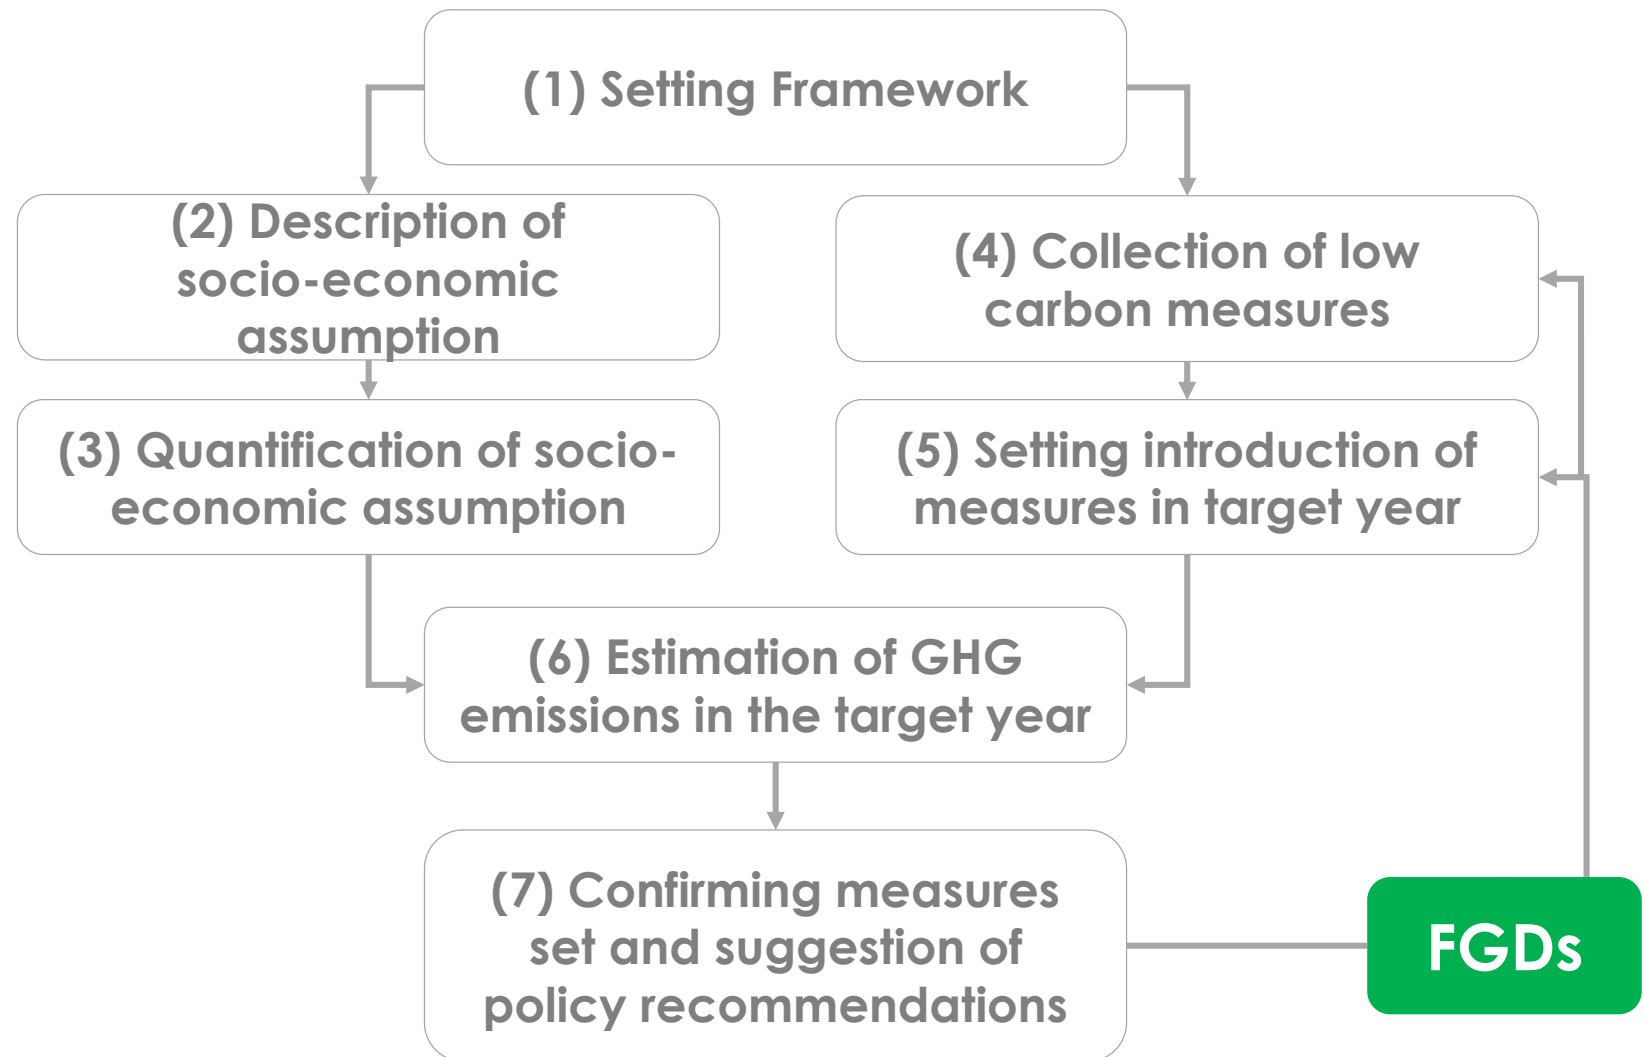 (1) Setting Framework
(2) Description of
socio-economic
assumption
(4) Collection of low
carbon measures
(3) Quantification of socio-
economic assumption
(5) Setting introduction of
measures in target year
(6) Estimation of GHG
emissions in the target year
(7) Confirming measures
set and suggestion of
policy recommendations
FGDs